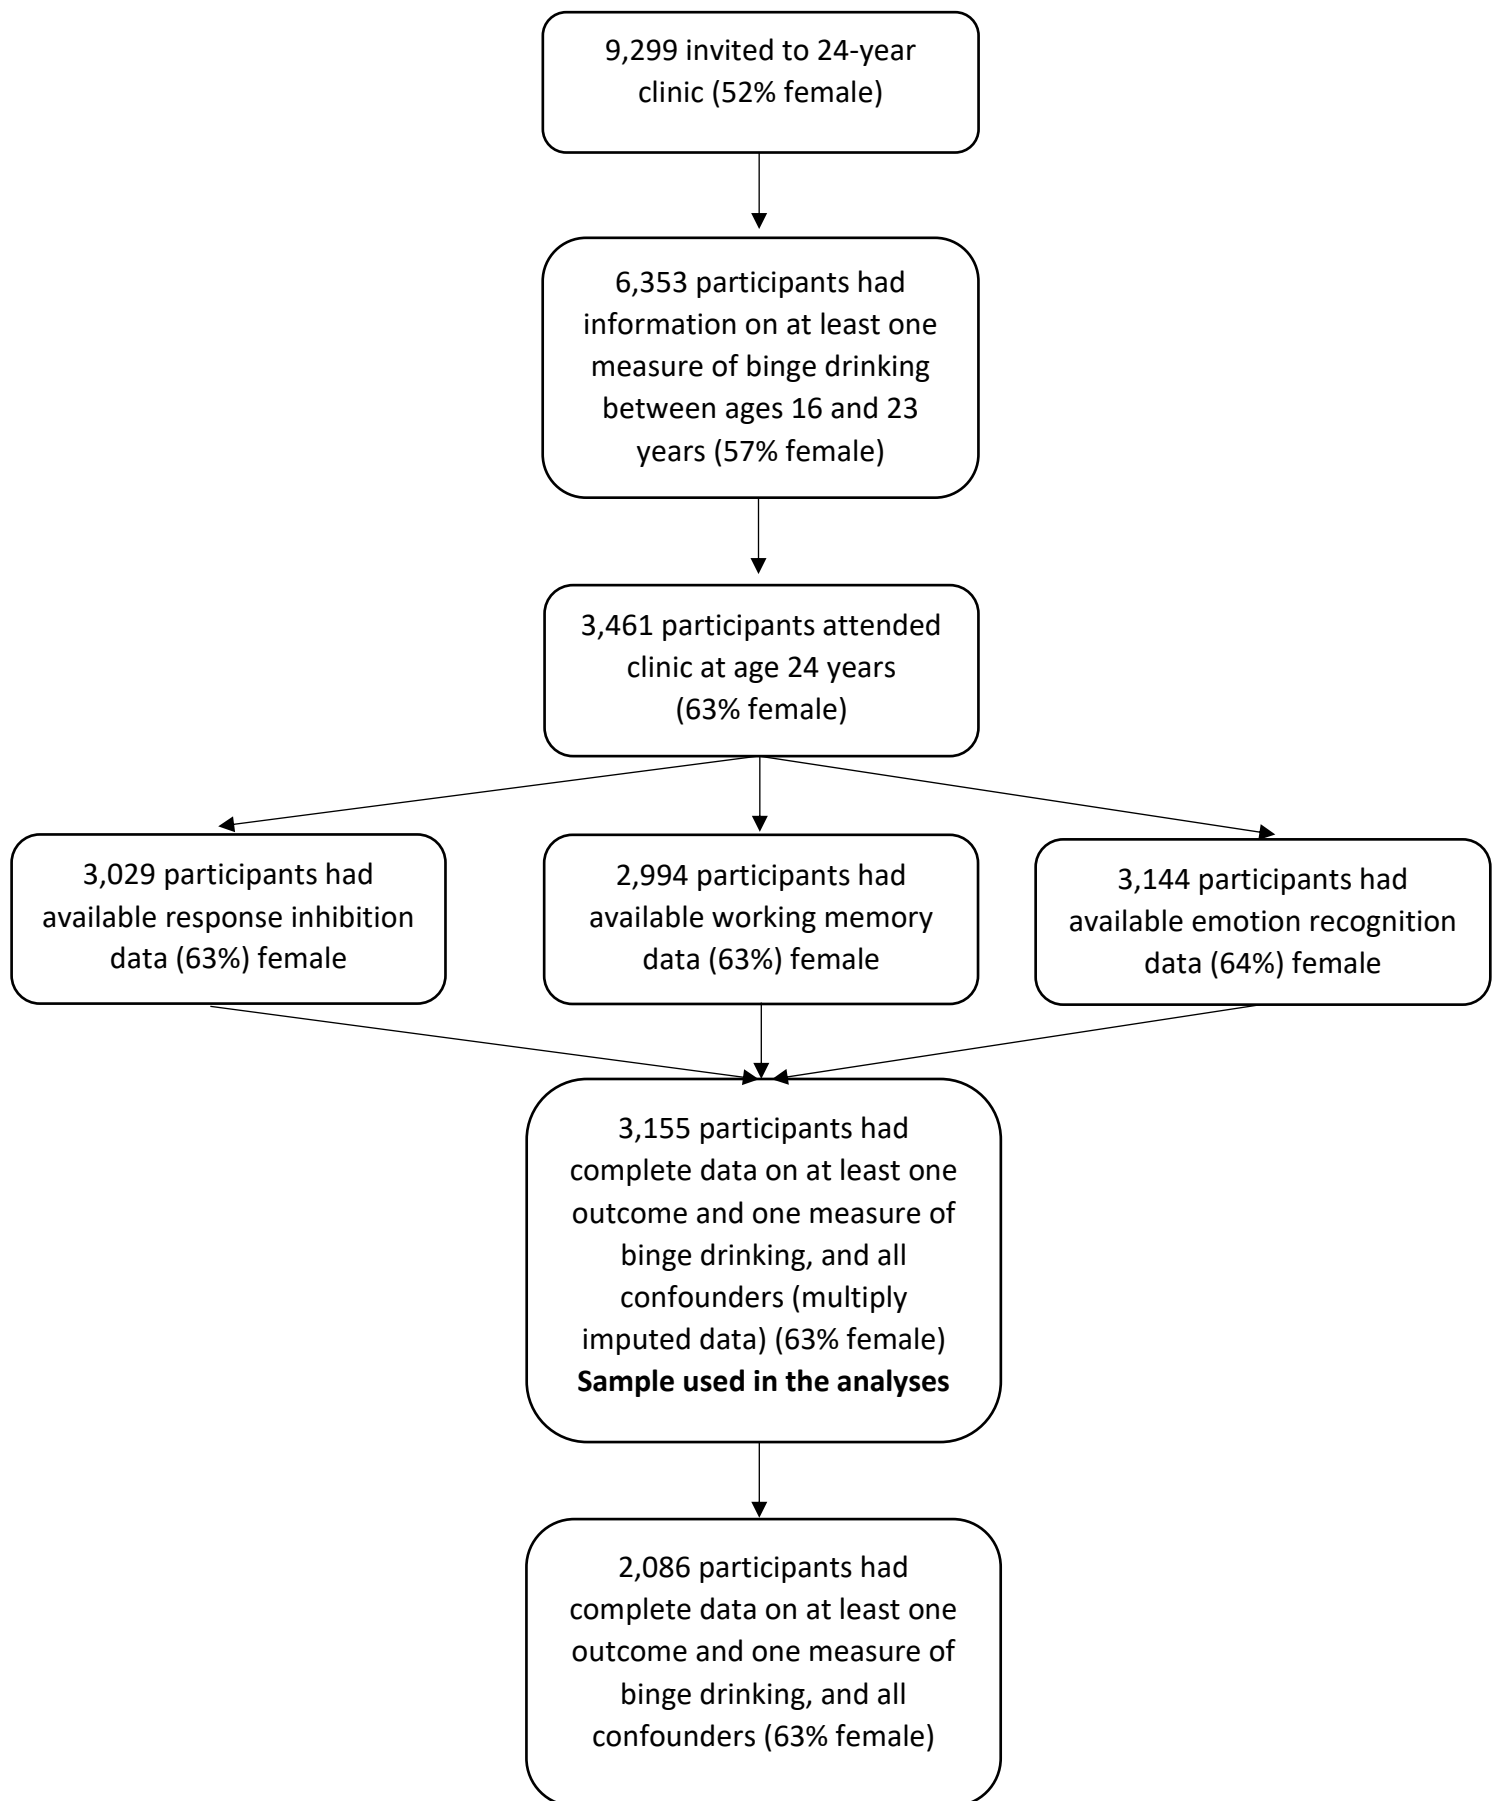 9,299 invited to 24-year
clinic (52% female)
6,353 participants had
information on at least one
measure of binge drinking
between ages 16 and 23
years (57% female)
3,461 participants attended
clinic at age 24 years
(63% female)
3,029 participants had
available response inhibition
data (63%) female
2,994 participants had
available working memory
data (63%) female
3,144 participants had
available emotion recognition
data (64%) female
3,155 participants had
complete data on at least one
outcome and one measure of
binge drinking, and all
confounders (multiply
imputed data) (63% female)
Sample used in the analyses
2,086 participants had
complete data on at least one
outcome and one measure of
binge drinking, and all
confounders (63% female)